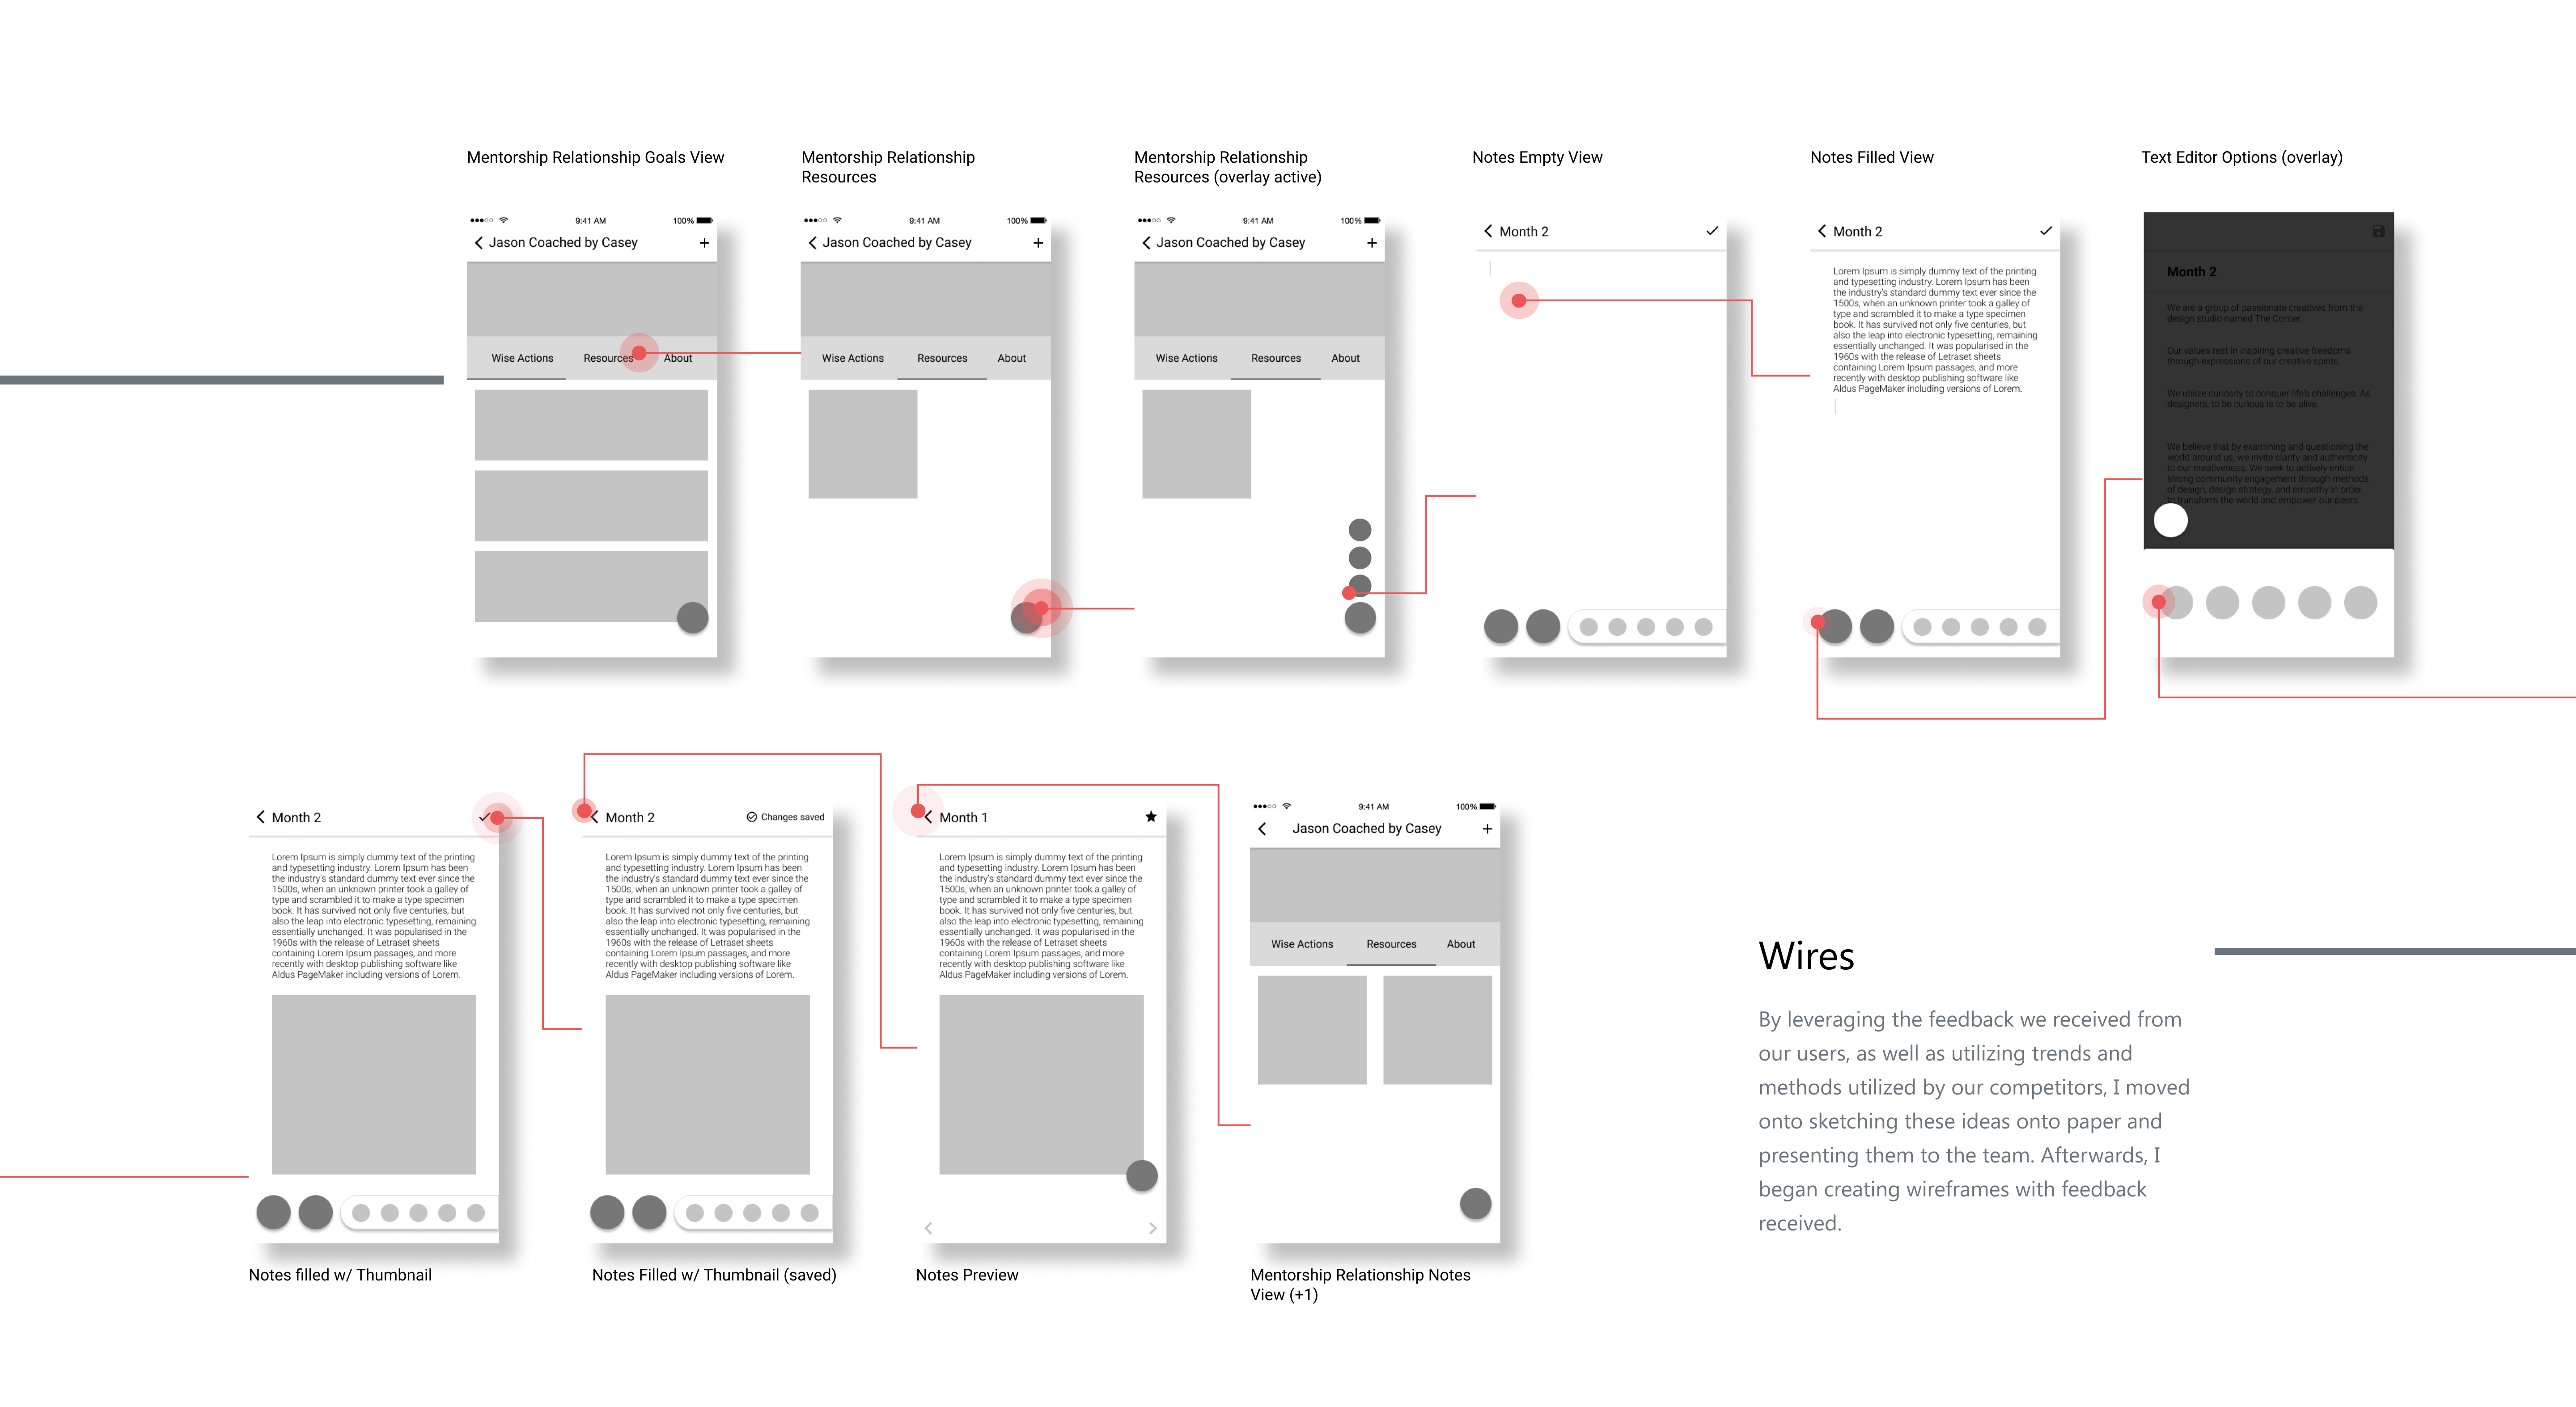 Mentorship Relationship Goals View
9:41 AM
100%
Jason Coached by Casey
+
Wise Actions
Resources
About
Mentorship Relationship
Resources
9:41 AM
100%
Jason Coached by Casey
+
Wise Actions
Resources
About
Mentorship Relationship
Resources (overlay active)
9:41 AM
100%
Jason Coached by Casey
+
Wise Actions
Resources
About
Notes Empty View
Month 2
Notes Filled View
Month 2
Lorem Ipsum is simply dummy text of the printing
and typesetting industry. Lorem Ipsum has been
the industry's standard dummy text ever since the
1500s, when an unknown printer took a galley of
type and scrambled it to make a type specimen
book. It has survived not only five centuries, but
also the leap into electronic typesetting, remaining
essentially unchanged. It was popularised in the
1960s with the release of Letraset sheets
containing Lorem Ipsum passages, and more
recently with desktop publishing software like
Aldus PageMaker including versions of Lorem.
Text Editor Options (overlay)
Month 2
We are a group of passionate creatives from the
design studio named The Corner
Our values rest in inspiring creative freedoms
through expressions of our creative spirits.
We utilize curiosity to conquer life's challenges. As
designers, to be curious is to be alive.
We believe that by examining and questioning the
world around us, we invite clarity and authenticity
to our creativeness. We seek to actively entice
strong community engagement through methods
of design, design strategy, and empathy in order
to transform the world and empower our peers.
Month 2
Lorem Ipsum is simply dummy text of the printing
and typesetting industry. Lorem Ipsum has been
the industry's standard dummy text ever since the
1500s, when an unknown printer took a galley of
type and scrambled it to make a type specimen
book. It has survived not only five centuries, but
also the leap into electronic typesetting, remaining
essentially unchanged. It was popularised in the
1960s with the release of Letraset sheets
containing Lorem Ipsum passages, and more
recently with desktop publishing software like
Aldus PageMaker including versions of Lorem.
Notes filled w/ Thumbnail
Month 2
Changes saved
Lorem Ipsum is simply dummy text of the printing
and typesetting industry. Lorem Ipsum has been
the industry's standard dummy text ever since the
1500s, when an unknown printer took a galley of
type and scrambled it to make a type specimen
book. It has survived not only five centuries, but
also the leap into electronic typesetting, remaining
essentially unchanged. It was popularised in the
1960s with the release of Letraset sheets
containing Lorem Ipsum passages, and more
recently with desktop publishing software like
Aldus PageMaker including versions of Lorem.
Notes Filled w/ Thumbnail (saved)
Month 1
Lorem Ipsum is simply dummy text of the printing
and typesetting industry. Lorem Ipsum has been
the industry's standard dummy text ever since the
1500s, when an unknown printer took a galley of
type and scrambled it to make a type specimen
book. It has survived not only five centuries, but
also the leap into electronic typesetting, remaining
essentially unchanged. It was popularised in the
1960s with the release of Letraset sheets
containing Lorem Ipsum passages, and more
recently with desktop publishing software like
Aldus PageMaker including versions of Lorem.
Notes Preview
9:41 AM
100%
Jason Coached by Casey
+
Wise Actions
Resources
About
Mentorship Relationship Notes
View (+1)
Wires
By leveraging the feedback we received from
our users, as well as utilizing trends and
methods utilized by our competitors, I moved
onto sketching these ideas onto paper and
presenting them to the team. Afterwards, I
began creating wireframes with feedback
received.